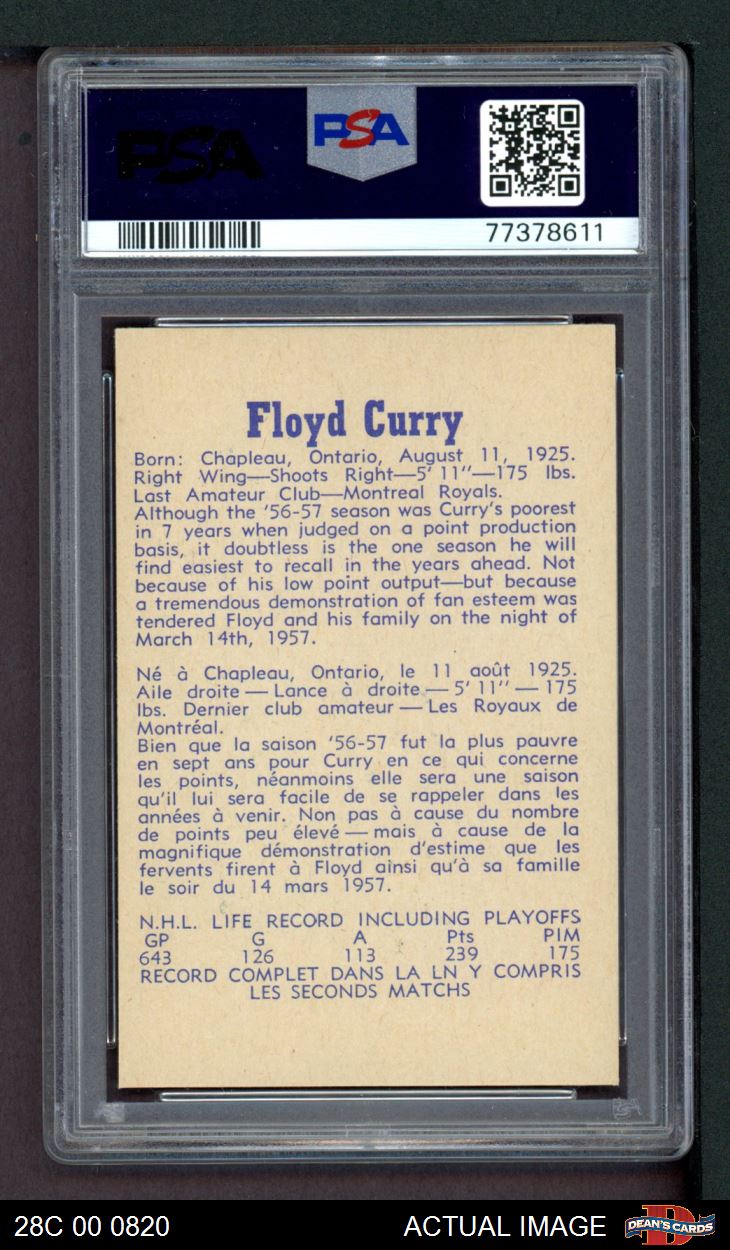 PSA
PSA
77378611
Floyd Curry
Born: Chapleau, Ontario, August 11, 1925.
Right Wing—Shoots Right—5' 11"—175 lbs.
Last Amateur Club—Montreal Royals.
Although the '56-57 season was Curry's poorest
in 7 years when judged on a point production
basis, it doubtless is the one season he will
find easiest to recall in the years ahead. Not
because of his low point output—but because
a tremendous demonstration of fan esteem was
tendered Floyd and his family on the night of
March 14th, 1957.
Né à Chapleau, Ontario, le 11 août 1925.
Aile droite — Lance à droite — 5' 11" — 175
lbs. Dernier club amateur — Les Royaux de
Montréal.
Bien que la saison '56-57 fut la plus pauvre
en sept ans pour Curry en ce qui concerne
les points, néanmoins elle sera une saison
qu'il lui sera facile de se rappeler dans les
années à venir. Non pas à cause du nombre
de points peu élevé — mais à cause de la
magnifique démonstration d'estime que les
fervents firent à Floyd ainsi qu'à sa famille
le soir du 14 mars 1957.
N.H.L. LIFE RECORD INCLUDING PLAYOFFS
GP G A Pts PIM
643 126 113 239 175
RECORD COMPLET DANS LA LN Y COMPRIS
LES SECONDS MATCHS
28C 00 0820 ACTUAL IMAGE DEAN'S CARDS